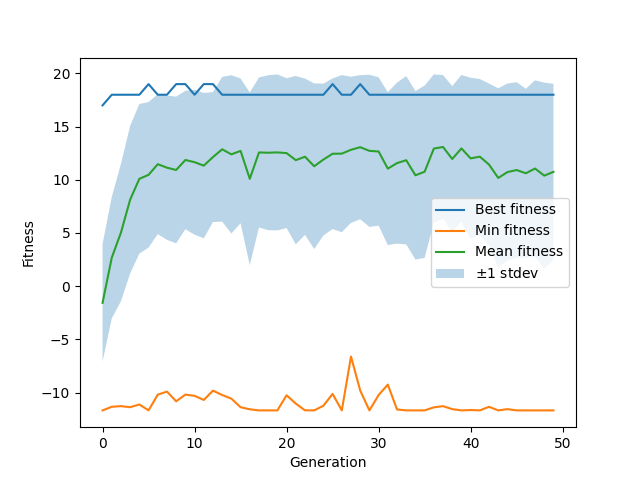 20
15
10
5
0
−5
−10
Fitness
Best fitness
Min fitness
Mean fitness
±1 stdev
0 10 20 30 40 50
Generation